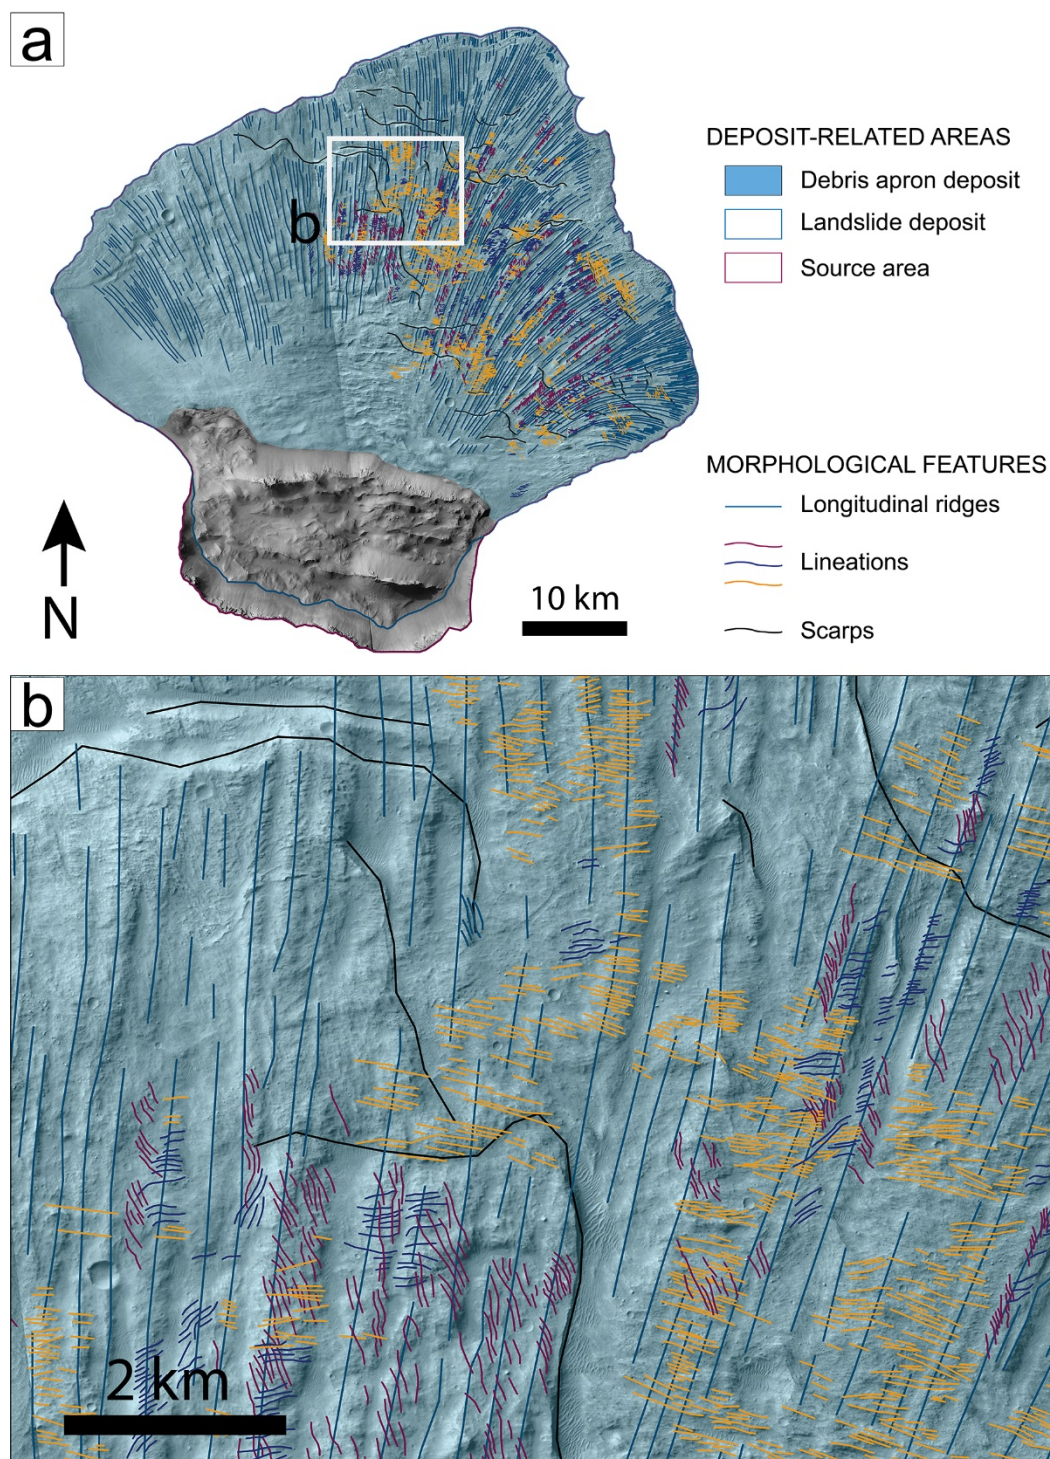 a
b
DEPOSIT-RELATED AREAS
Debris apron deposit
Landslide deposit
Source area
MORPHOLOGICAL FEATURES
Longitudinal ridges
Lineations
Scarps
N
10 km
b
2 km